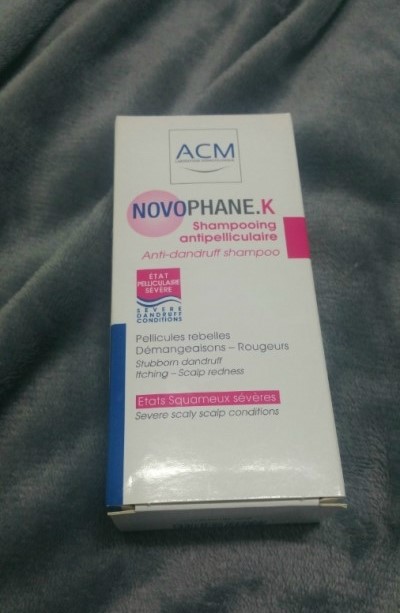 ACM
NOVOPHANE.K
Shampooing
antipelliculaire
Anti-dandruff shampoo
ÉTAT
PELLICULAIRE
SÉVÈRE
SEVERE
DANDRUFF
CONDITIONS
Pellicules rebelles
Démangeaisons – Rougeurs
Stubborn dandruff
Itching – Scalp redness
Etats Squameux sévères
Severe scaly scalp conditions